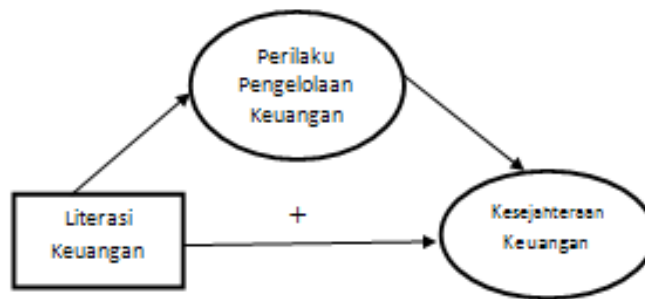 Perilaku
Pengelolaan
Keuangan
Literasi
Keuangan
+
Kesejahteraan
Keuangan